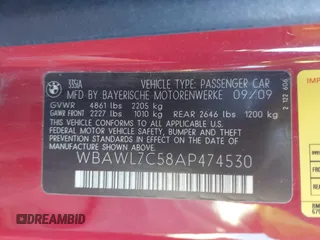 335iA
VEHICLE TYPE: PASSENGER CAR
MFD BY BAYERISCHE MOTORENWERKE 09/09
GVWR 4861 lbs 2205 kg
GAWR FRONT 2227 lbs 1010 kg GAWR REAR 2646 lbs 1200 kg
THIS VEHICLE CONFORMS TO ALL APPLICABLE U.S. FEDERAL MOTOR VEHICLE SAFETY, BUMPER AND THEFT PREVENTION STANDARDS IN EFFECT ON THE DATE OF MANUFACTURE SHOWN ABOVE.
WBAWL7C58AP474530
DREAMBID